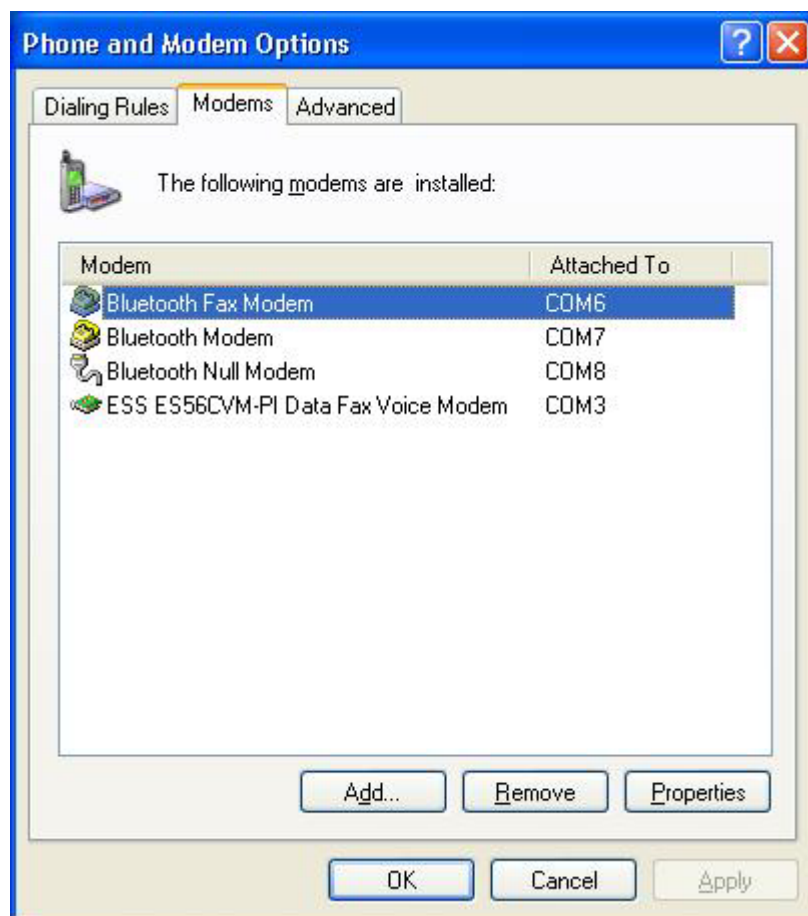 Phone and Modem Options
Dialing Rules Modems Advanced
The following modems are installed:
Modem Attached To
Bluetooth Fax Modem COM6
Bluetooth Modem COM7
Bluetooth Null Modem COM8
ESS ES56CVM-PI Data Fax Voice Modem COM3
Add... Remove Properties
OK Cancel Apply